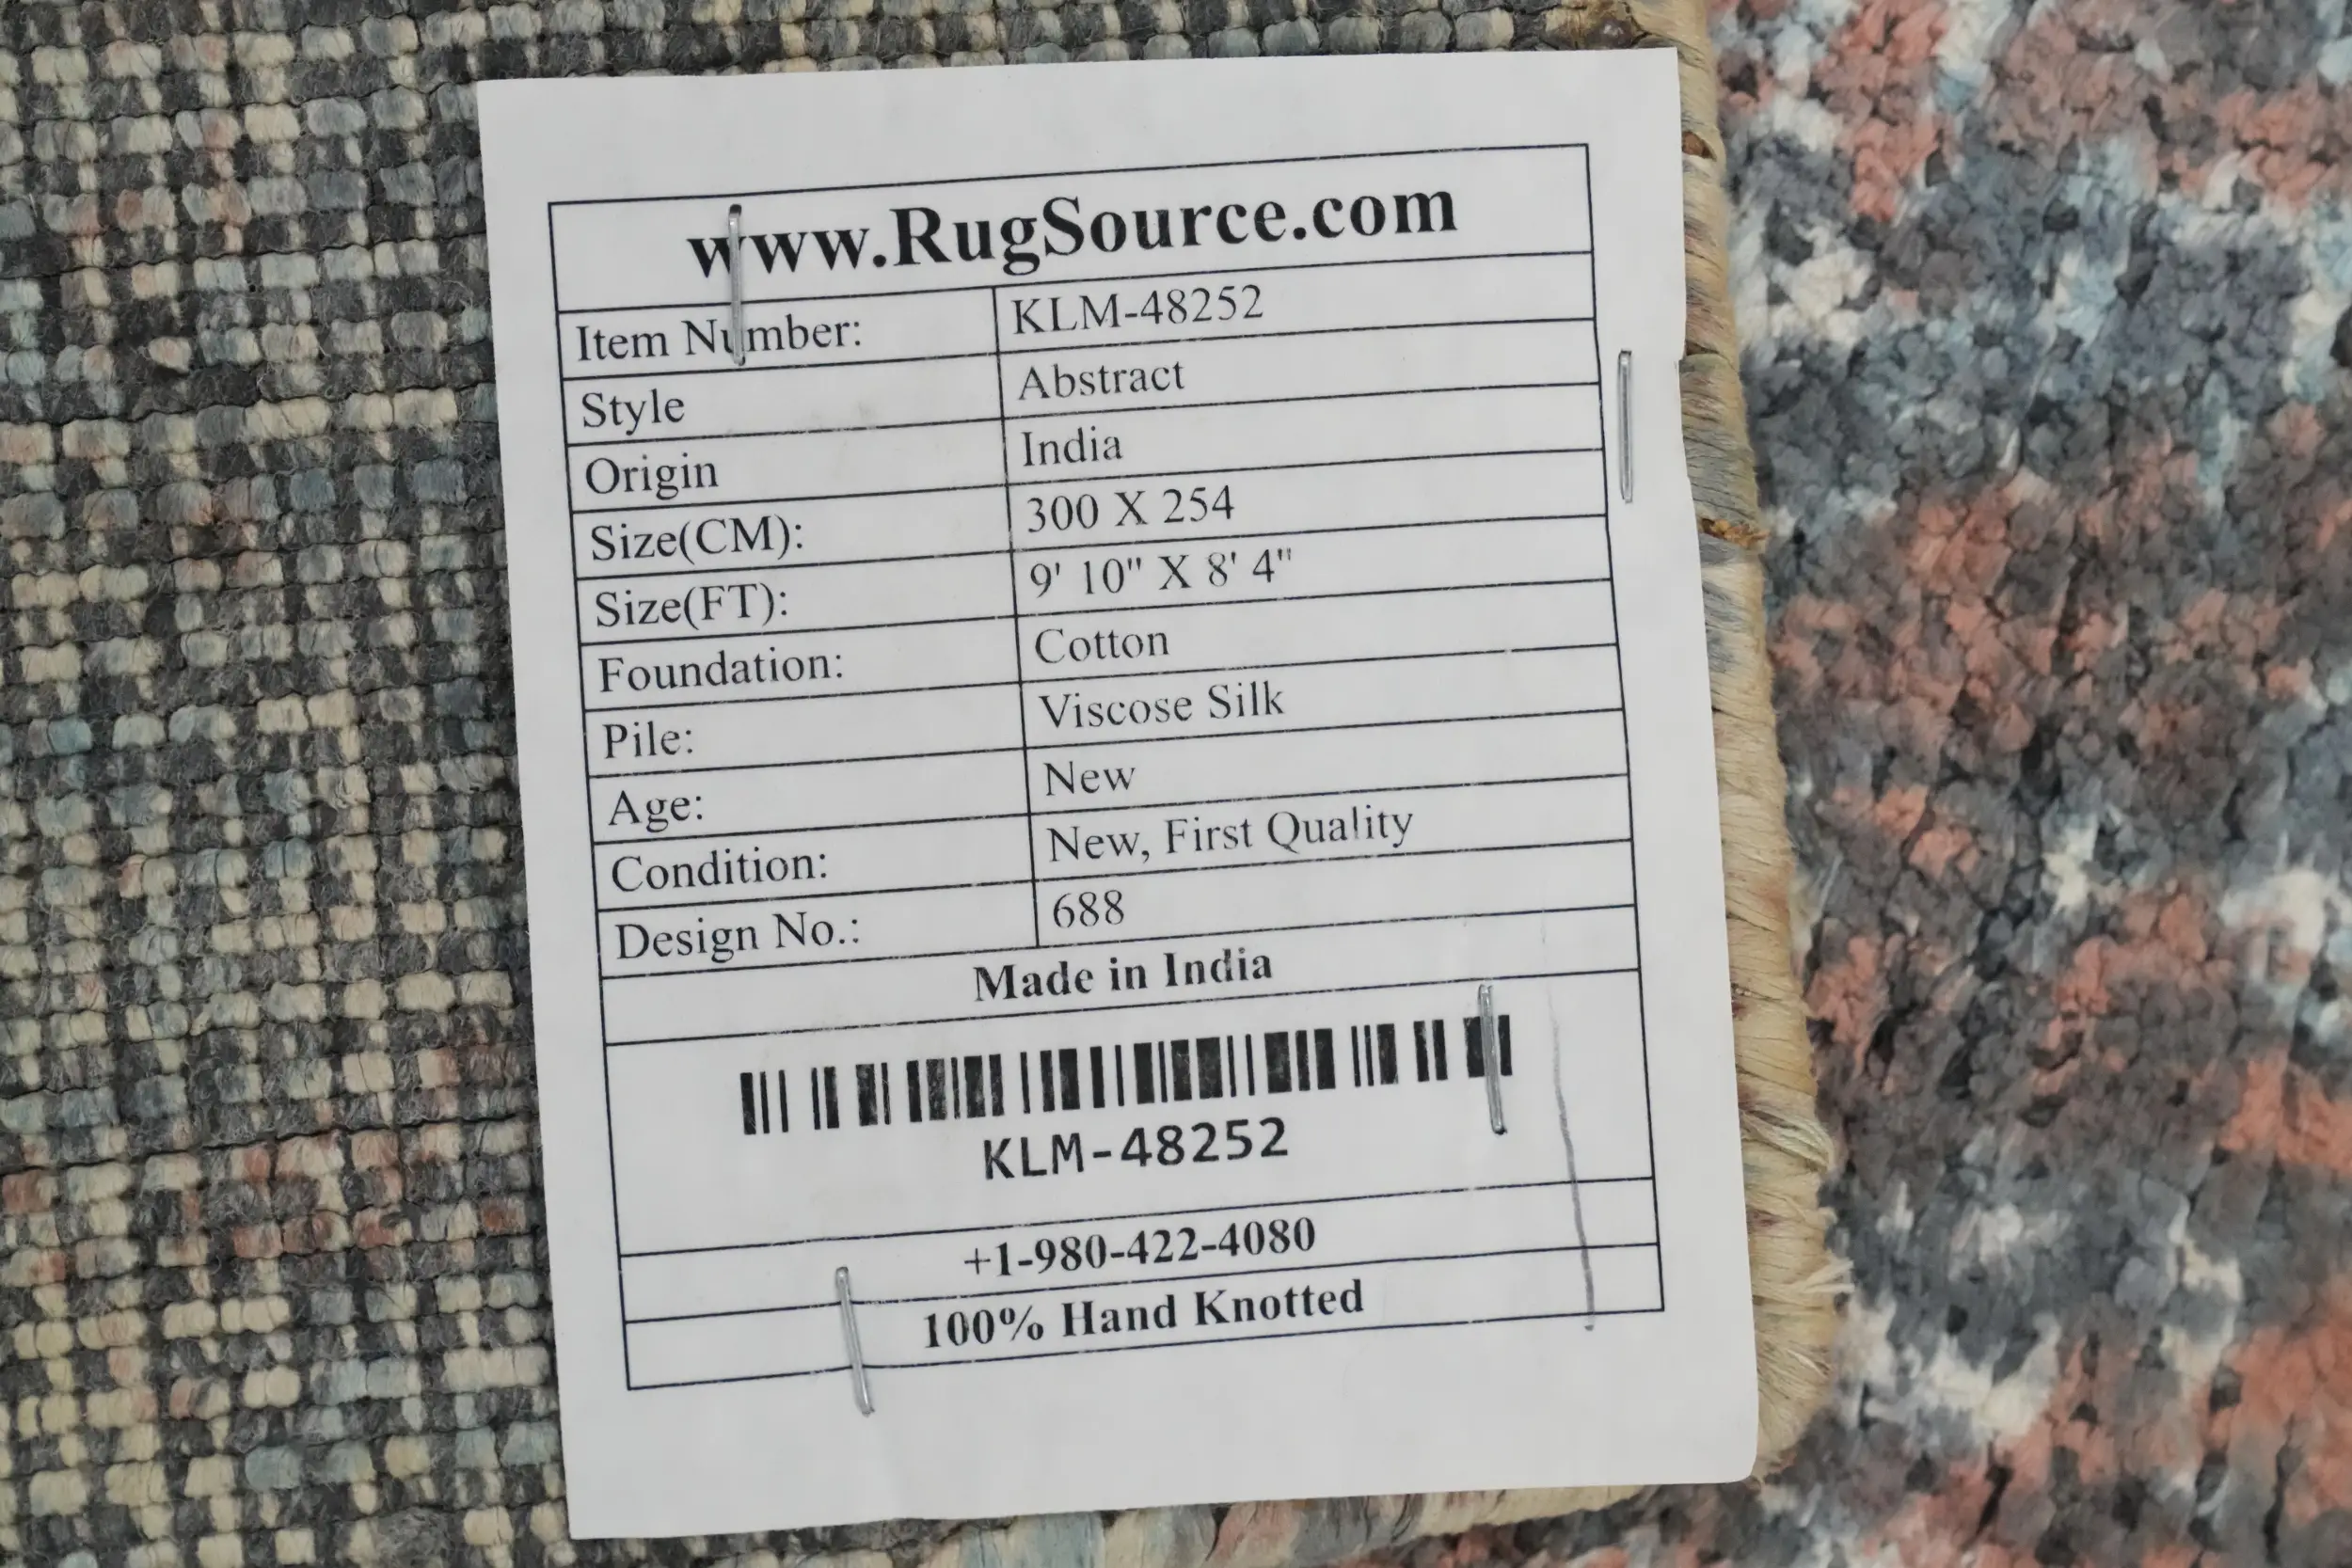 www.RugSource.com
Item Number: KLM-48252
Style Abstract
Origin India
Size(CM): 300 X 254
Size(FT): 9' 10" X 8' 4"
Foundation: Cotton
Pile: Viscose Silk
Age: New
Condition: New, First Quality
Design No.: 688
Made in India
KLM-48252
+1-980-422-4080
100% Hand Knotted